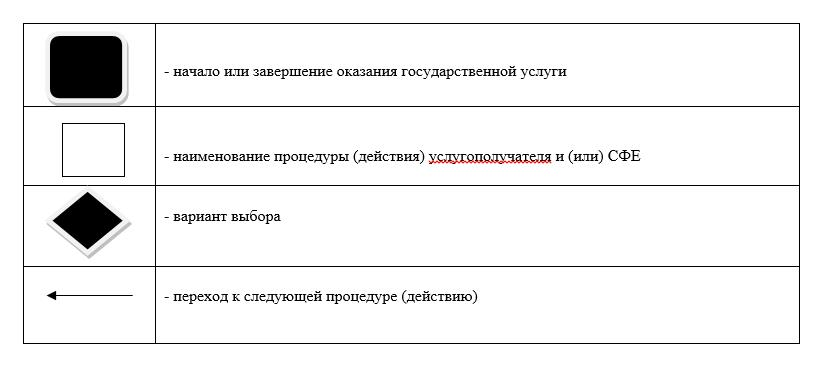 - начало или завершение оказания государственной услуги
- наименование процедуры (действия) услугополучателя и (или) СФЕ
- вариант выбора
- переход к следующей процедуре (действию)